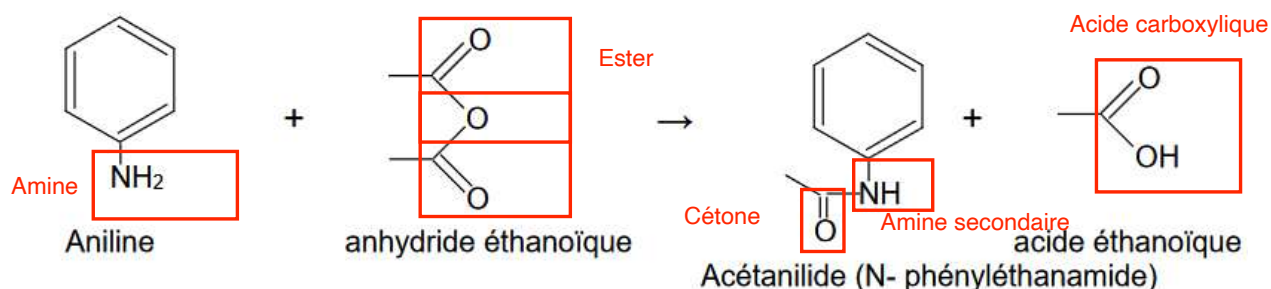 Acide carboxylique
O
O
Ester
O
+
O
→
+
OH
Amine
NH2
NH
O
Cétone
O
Amine secondaire
Aniline
anhydride éthanoïque
acide éthanoïque
Acétanilide (N- phényléthanamide)